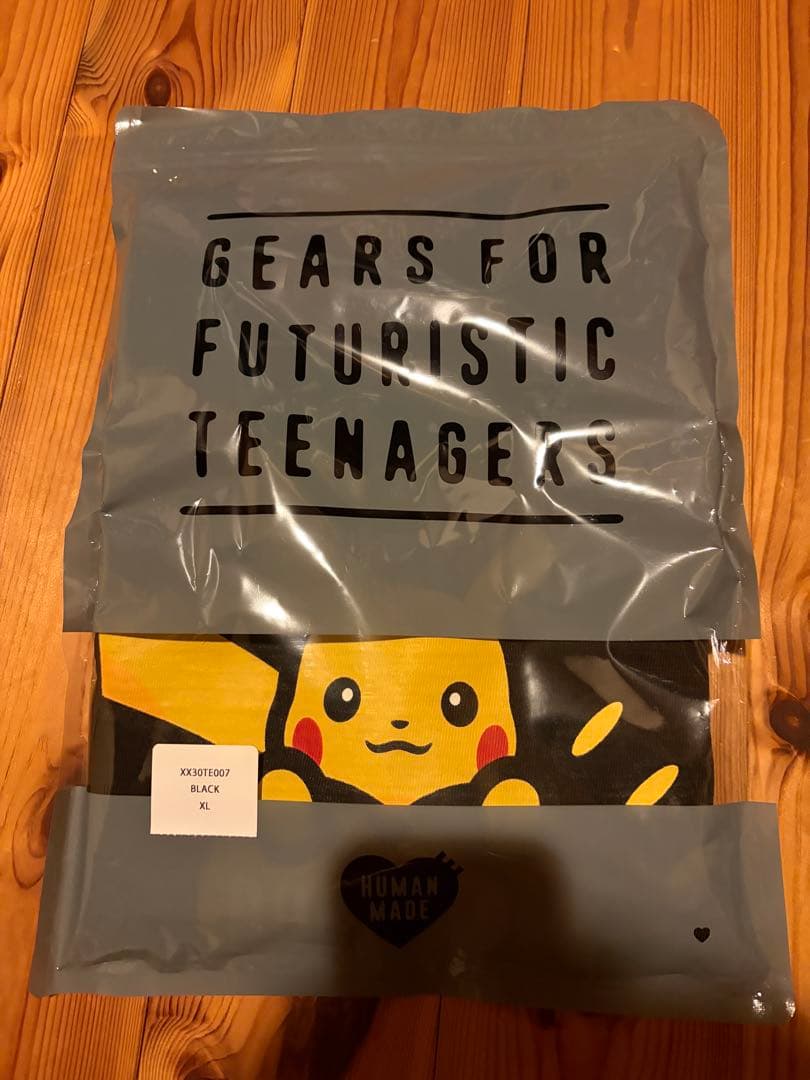 GEARS FOR
FUTURISTIC
TEENAGERS
XX30TE007
BLACK
XL
HUMAN
MADE